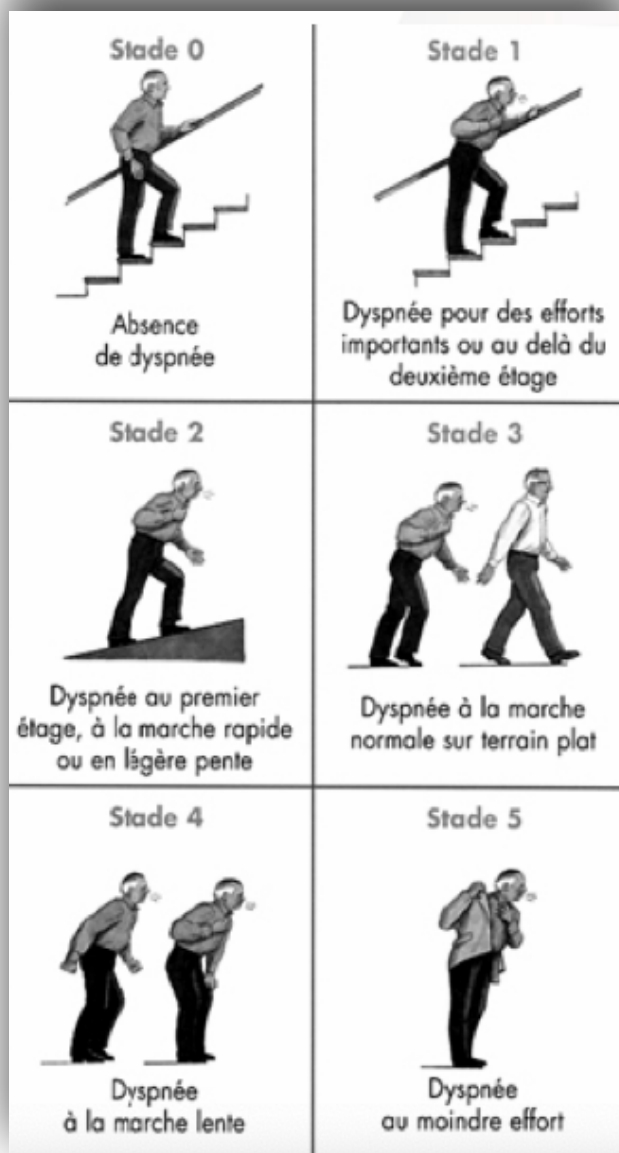 Stade 0
Absence
de dyspnée
Stade 1
Dyspnée pour des efforts
importants ou au delà du
deuxième étage
Stade 2
Dyspnée au premier
étage, à la marche rapide
ou en légère pente
Stade 3
Dyspnée à la marche
normale sur terrain plat
Stade 4
Dyspnée
à la marche lente
Stade 5
Dyspnée
au moindre effort